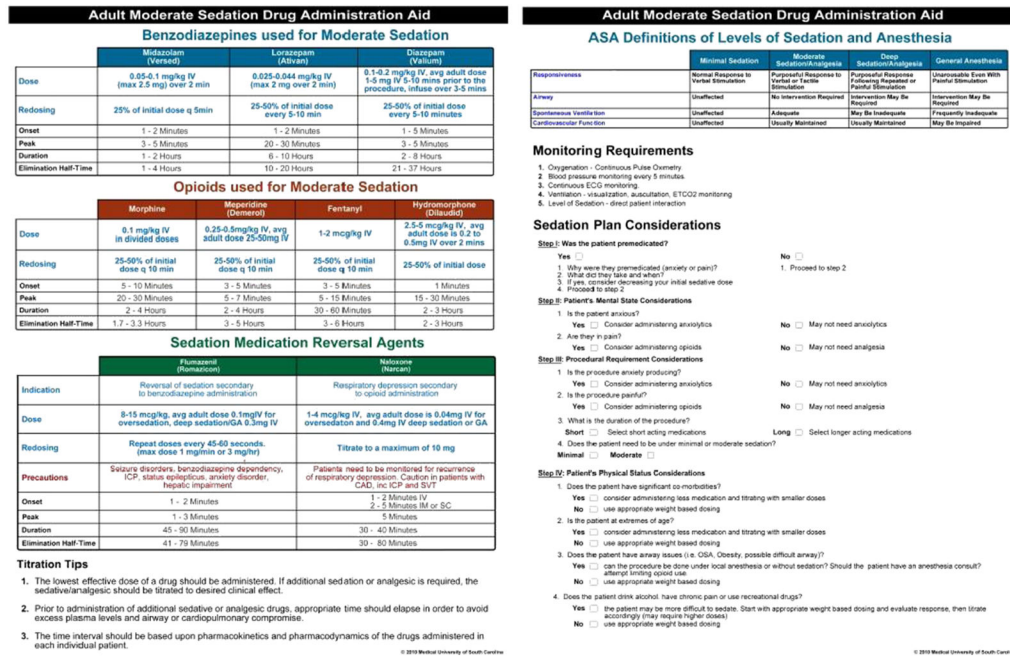 Adult Moderate Sedation Drug Administration Aid
Benzodiazepines used for Moderate Sedation
Midazolam Lorazepam Diazepam
(Versed) (Ativan) (Valium)
Dose
0.05-0.1 mg/kg IV
(max 2.5 mg) over 2 min
0.025-0.044 mg/kg IV
(max 2 mg over 2 min)
0.1-0.2 mg/kg IV, avg adult dose
1-5 mg IV 5-10 mins prior to the
procedure, infuse over 3-5 mins
Redosing
25% of initial dose q 5min
25-50% of initial dose
every 5-10 min
25-50% of initial dose
every 5-10 minutes
Onset 1 - 2 Minutes 1 - 2 Minutes 1 - 5 Minutes
Peak 3 - 5 Minutes 20 - 30 Minutes 3 - 5 Minutes
Duration 1 - 2 Hours 6 - 10 Hours 2 - 8 Hours
Elimination Half-Time 1 - 4 Hours 10 - 20 Hours 21 - 37 Hours
Opioids used for Moderate Sedation
Morphine
Meperidine
(Demerol)
Fentanyl
Hydromorphone
(Dilaudid)
Dose
0.1 mg/kg IV
in divided doses
0.25-0.5mg/kg IV, avg
adult dose 25-50mg IV
1-2 mcg/kg IV
2.5-5 mcg/kg IV, avg
adult dose is 0.2 to
0.5mg IV over 2 mins
Redosing
25-50% of initial
dose q 10 min
25-50% of initial
dose q 10 min
25-50% of initial
dose q 10 min
25-50% of initial dose
Onset 5 - 10 Minutes 3 - 5 Minutes 3 - 5 Minutes 1 Minutes
Peak 20 - 30 Minutes 5 - 7 Minutes 5 - 15 Minutes 15 - 30 Minutes
Duration 2 - 4 Hours 2 - 4 Hours 30 - 60 Minutes 2 - 3 Hours
Elimination Half-Time 1.7 - 3.3 Hours 3 - 5 Hours 3 - 6 Hours 2 - 3 Hours
Sedation Medication Reversal Agents
Flumazenil Naloxone
(Romazicon) (Narcan)
Indication
Reversal of sedation secondary
to benzodiazepine administration
Respiratory depression secondary
to opioid administration
Dose
8-15 mcg/kg, avg adult dose 0.1mgIV for
oversedation, deep sedation/GA 0.3mg IV
1-4 mcg/kg IV, avg adult dose is 0.04mg IV for
oversedaton and 0.4mg IV deep sedation or GA
Redosing
Repeat doses every 45-60 seconds.
(max dose 1 mg/min or 3 mg/hr)
Titrate to a maximum of 10 mg
Precautions
Seizure disorders, benzodiazepine dependency,
ICP, status epilepticus, anxiety disorder,
hepatic impairment
Patients need to be monitored for recurrence
of respiratory depression. Caution in patients with
CAD, inc ICP and SVT
Onset
1 - 2 Minutes
1 - 2 Minutes IV
2 - 5 Minutes IM or SC
Peak 1 - 3 Minutes 5 Minutes
Duration 45 - 90 Minutes 30 - 40 Minutes
Elimination Half-Time 41 - 79 Minutes 30 - 80 Minutes
Titration Tips
1. The lowest effective dose of a drug should be administered. If additional sedation or analgesic is required, the
sedative/analgesic should be titrated to desired clinical effect.
2. Prior to administration of additional sedative or analgesic drugs, appropriate time should elapse in order to avoid
excess plasma levels and airway or cardiopulmonary compromise.
3. The time interval should be based upon pharmacokinetics and pharmacodynamics of the drugs administered in
each individual patient.
© 2019 Medical University of South Carolina
Adult Moderate Sedation Drug Administration Aid
ASA Definitions of Levels of Sedation and Anesthesia
Minimal Sedation
Moderate
Sedation/Analgesia
Deep
Sedation/Analgesia
General Anesthesia
Responsiveness
Normal Response to
Verbal Stimulation
Purposeful Response to
Verbal or Tactile
Stimulation
Purposeful Response
Following Repeated or
Painful Stimulation
Unarousable Even With
Painful Stimulation
Airway
Unaffected
No Intervention Required
Intervention May Be
Required
Intervention May Be
Required
Spontaneous Ventilation Unaffected Adequate May Be Inadequate Frequently Inadequate
Cardiovascular Function Unaffected Usually Maintained Usually Maintained May Be Impaired
Monitoring Requirements
1. Oxygenation - Continuous Pulse Oximetry
2. Blood pressure monitoring every 5 minutes
3. Continuous ECG monitoring.
4. Ventilation - visualization, auscultation, ETCO2 monitoring
5. Level of Sedation - direct patient interaction
Sedation Plan Considerations
Step I: Was the patient premedicated?
Yes No
1. Why were they premedicated (anxiety or pain)? 1. Proceed to step 2
2. What did they take and when?
3. If yes, consider decreasing your initial sedative dose
4. Proceed to step 2
Step II: Patient's Mental State Considerations
1 Is the patient anxious?
Yes Consider administering anxiolytics No May not need anxiolytics
2. Are they in pain?
Yes Consider administering opioids No May not need analgesia
Step III: Procedural Requirement Considerations
1 Is the procedure anxiety producing?
Yes Consider administering anxiolytics No May not need anxiolytics
2. Is the procedure painful?
Yes Consider administering opioids No May not need analgesia
3. What is the duration of the procedure?
Short Select short acting medications Long Select longer acting medications
4. Does the patient need to be under minimal or moderate sedation?
Minimal Moderate
Step IV: Patient's Physical Status Considerations
1. Does the patient have significant co-morbidities?
Yes consider administering less medication and titrating with smaller doses
No use appropriate weight based dosing
2. Is the patient at extremes of age?
Yes consider administering less medication and titrating with smaller doses
No use appropriate weight based dosing
3. Does the patient have airway issues (i.e. OSA, Obesity, possible difficult airway)?
Yes can the procedure be done under local anesthesia or without sedation? Should the patient have an anesthesia consult?
attempt limiting opioid use.
No use appropriate weight based dosing
4. Does the patient drink alcohol, have chronic pain or use recreational drugs?
Yes the patient may be more difficult to sedate. Start with appropriate weight based dosing and evaluate response, then titrate
accordingly (may require higher doses)
No use appropriate weight based dosing
© 2019 Medical University of South Carol